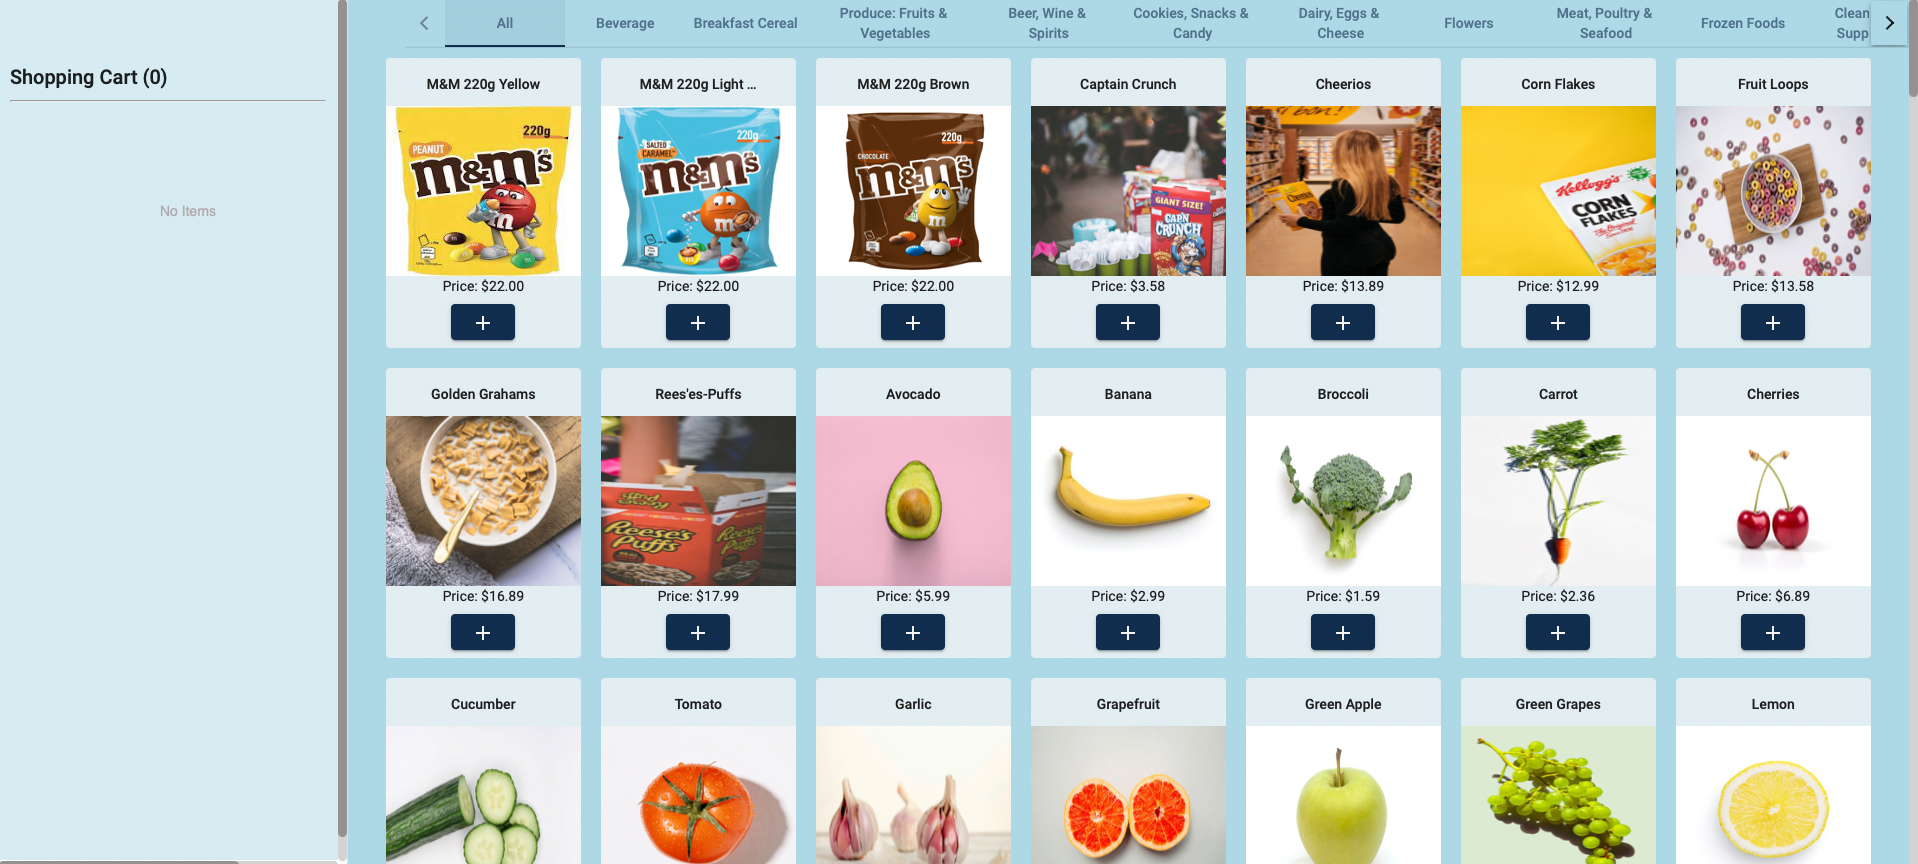 Shopping Cart (0)
No Items
All
Beverage
Breakfast Cereal
Produce: Fruits &
Vegetables
Beer, Wine &
Spirits
Cookies, Snacks &
Candy
Dairy, Eggs &
Cheese
Flowers
Meat, Poultry &
Seafood
Frozen Foods
Clean
Supp
M&M 220g Yellow
M&M 220g Light ...
M&M 220g Brown
Captain Crunch
Cheerios
Corn Flakes
Fruit Loops
220g
PEANUT
m&m's
m
220g
SALTED
CARAMEL
m&m's
m
220g
CHOCOLATE
m&m's
m
GIANT SIZE!
CAP'N
CRUNCH
Cheerios
Kellogg's
CORN
FLAKES
The Original
Price: $22.00
Price: $22.00
Price: $22.00
Price: $3.58
Price: $13.89
Price: $12.99
Price: $13.58
Golden Grahams
Rees'es-Puffs
Avocado
Banana
Broccoli
Carrot
Cherries
Reese's
Puffs
Reese's
Puffs
Price: $16.89
Price: $17.99
Price: $5.99
Price: $2.99
Price: $1.59
Price: $2.36
Price: $6.89
Cucumber
Tomato
Garlic
Grapefruit
Green Apple
Green Grapes
Lemon